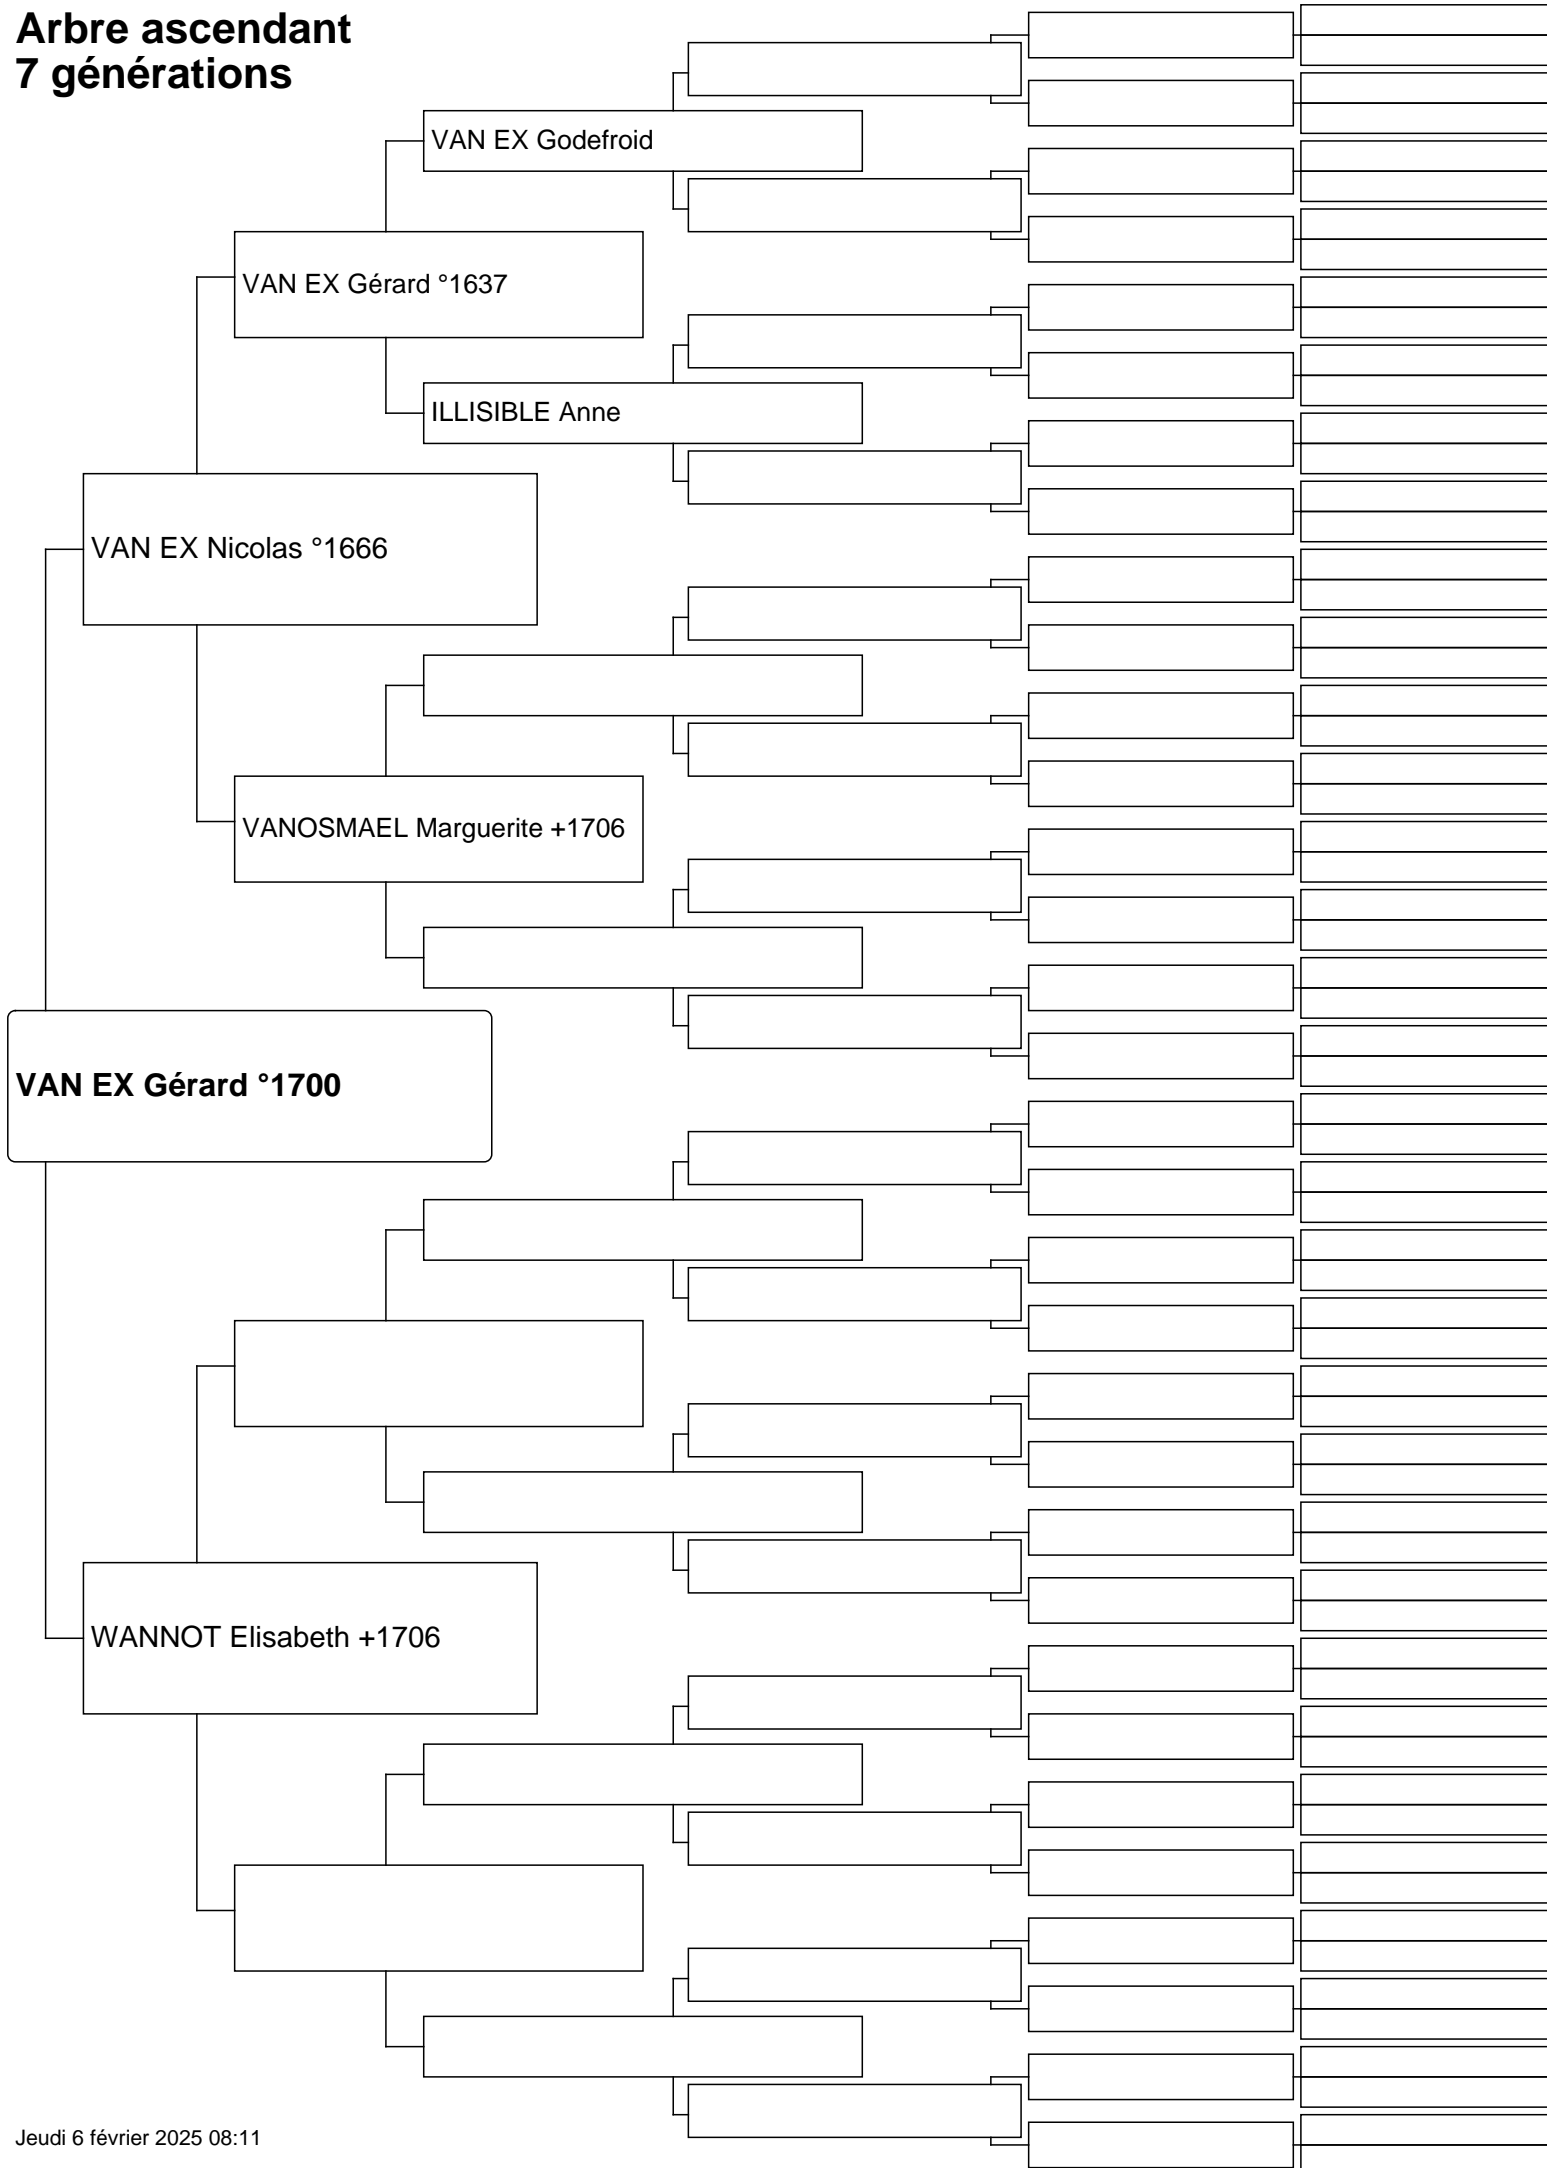 Arbre ascendant
7 générations
VAN EX Godefroid
VAN EX Gérard °1637
ILLISIBLE Anne
VAN EX Nicolas °1666
VANOSMAEL Marguerite +1706
VAN EX Gérard °1700
WANNOT Elisabeth +1706
Jeudi 6 février 2025 08:11